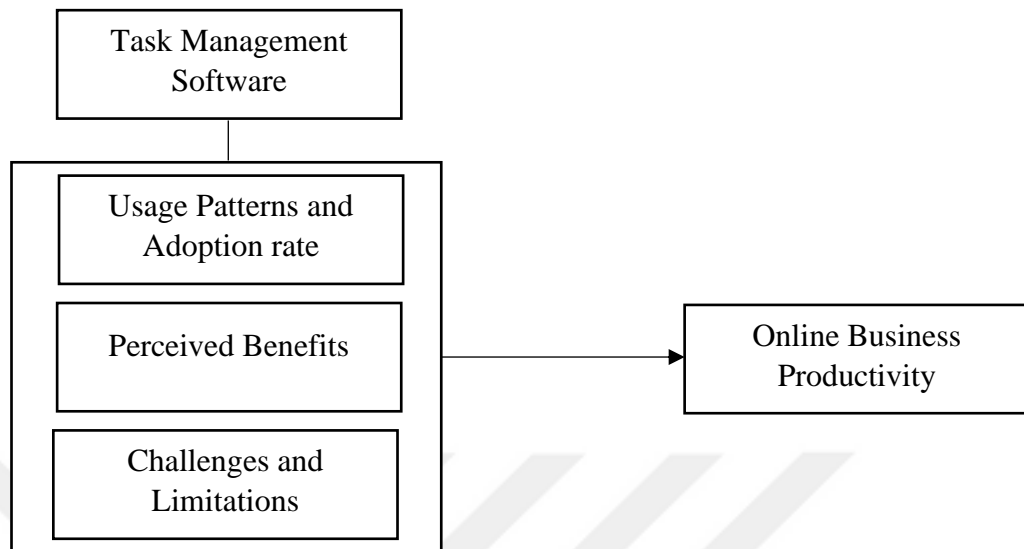 Task Management
Software
Usage Patterns and
Adoption rate
Perceived Benefits
Online Business
Productivity
Challenges and
Limitations